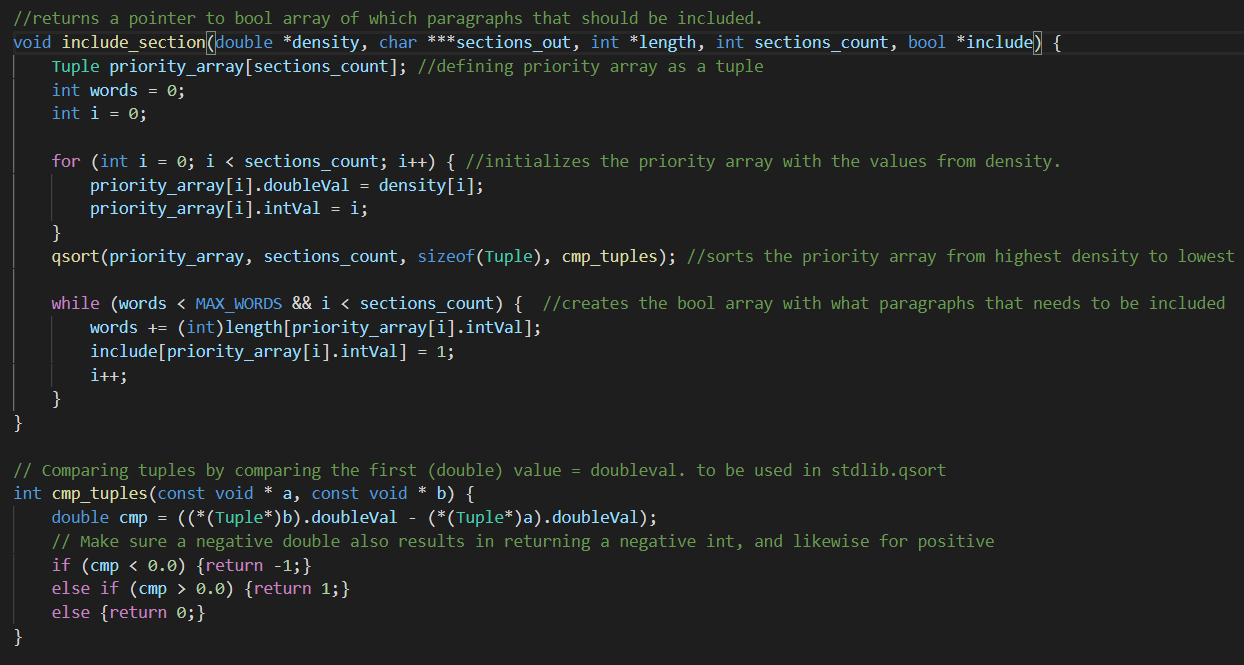 //returns a pointer to bool array of which paragraphs that should be included.
void include_section(double *density, char ***sections_out, int *length, int sections_count, bool *include) {
    Tuple priority_array[sections_count]; //defining priority array as a tuple
    int words = 0;
    int i = 0;

    for (int i = 0; i < sections_count; i++) { //initializes the priority array with the values from density.
        priority_array[i].doubleVal = density[i];
        priority_array[i].intVal = i;
    }
    qsort(priority_array, sections_count, sizeof(Tuple), cmp_tuples); //sorts the priority array from highest density to lowest

    while (words < MAX_WORDS && i < sections_count) {  //creates the bool array with what paragraphs that needs to be included
        words += (int)length[priority_array[i].intVal];
        include[priority_array[i].intVal] = 1;
        i++;
    }
}

// Comparing tuples by comparing the first (double) value = doubleval. to be used in stdlib.qsort
int cmp_tuples(const void * a, const void * b) {
    double cmp = ((*(Tuple*)b).doubleVal - (*(Tuple*)a).doubleVal);
    // Make sure a negative double also results in returning a negative int, and likewise for positive
    if (cmp < 0.0) {return -1;}
    else if (cmp > 0.0) {return 1;}
    else {return 0;}
}